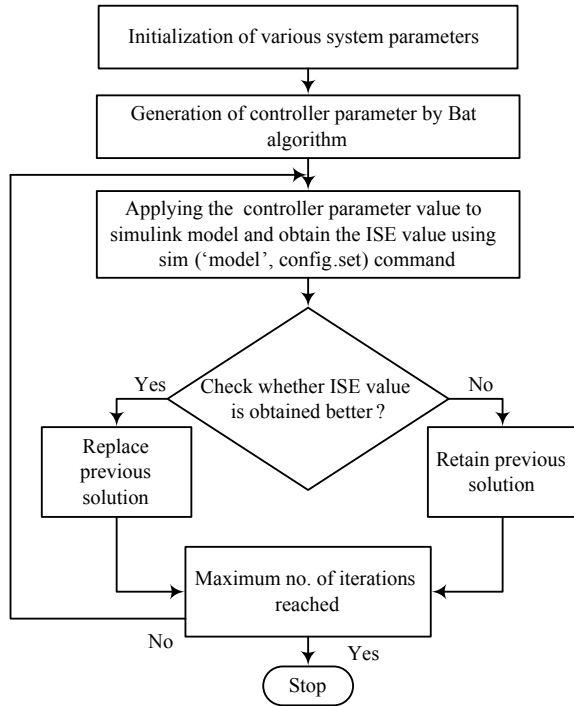 Initialization of various system parameters
Generation of controller parameter by Bat
algorithm
Applying the controller parameter value to
simulink model and obtain the ISE value using
sim (‘model’, config.set) command
Check whether ISE value
is obtained better ?
Yes
No
Replace
previous
solution
Retain previous
solution
Maximum no. of iterations
reached
No
Yes
Stop